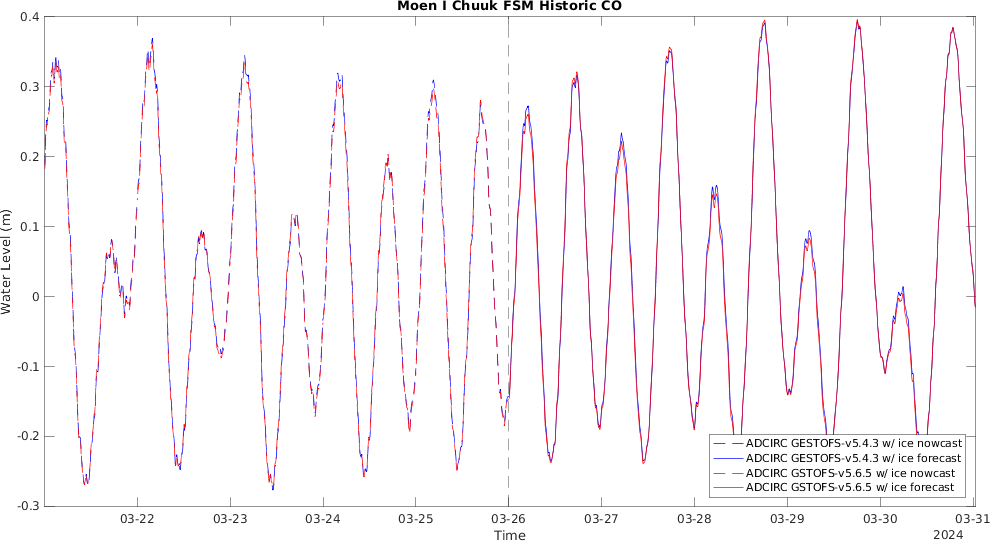 Moen I Chuuk FSM Historic CO
0.4
0.3
0.2
0.1
0
-0.1
-0.2
-0.3
Water Level (m)
ADCIRC GESTOFS-v5.4.3 w/ ice nowcast
ADCIRC GESTOFS-v5.4.3 w/ ice forecast
ADCIRC GSTOFS-v5.6.5 w/ ice nowcast
ADCIRC GSTOFS-v5.6.5 w/ ice forecast
03-22 03-23 03-24 03-25 03-26 03-27 03-28 03-29 03-30 03-31
Time
2024